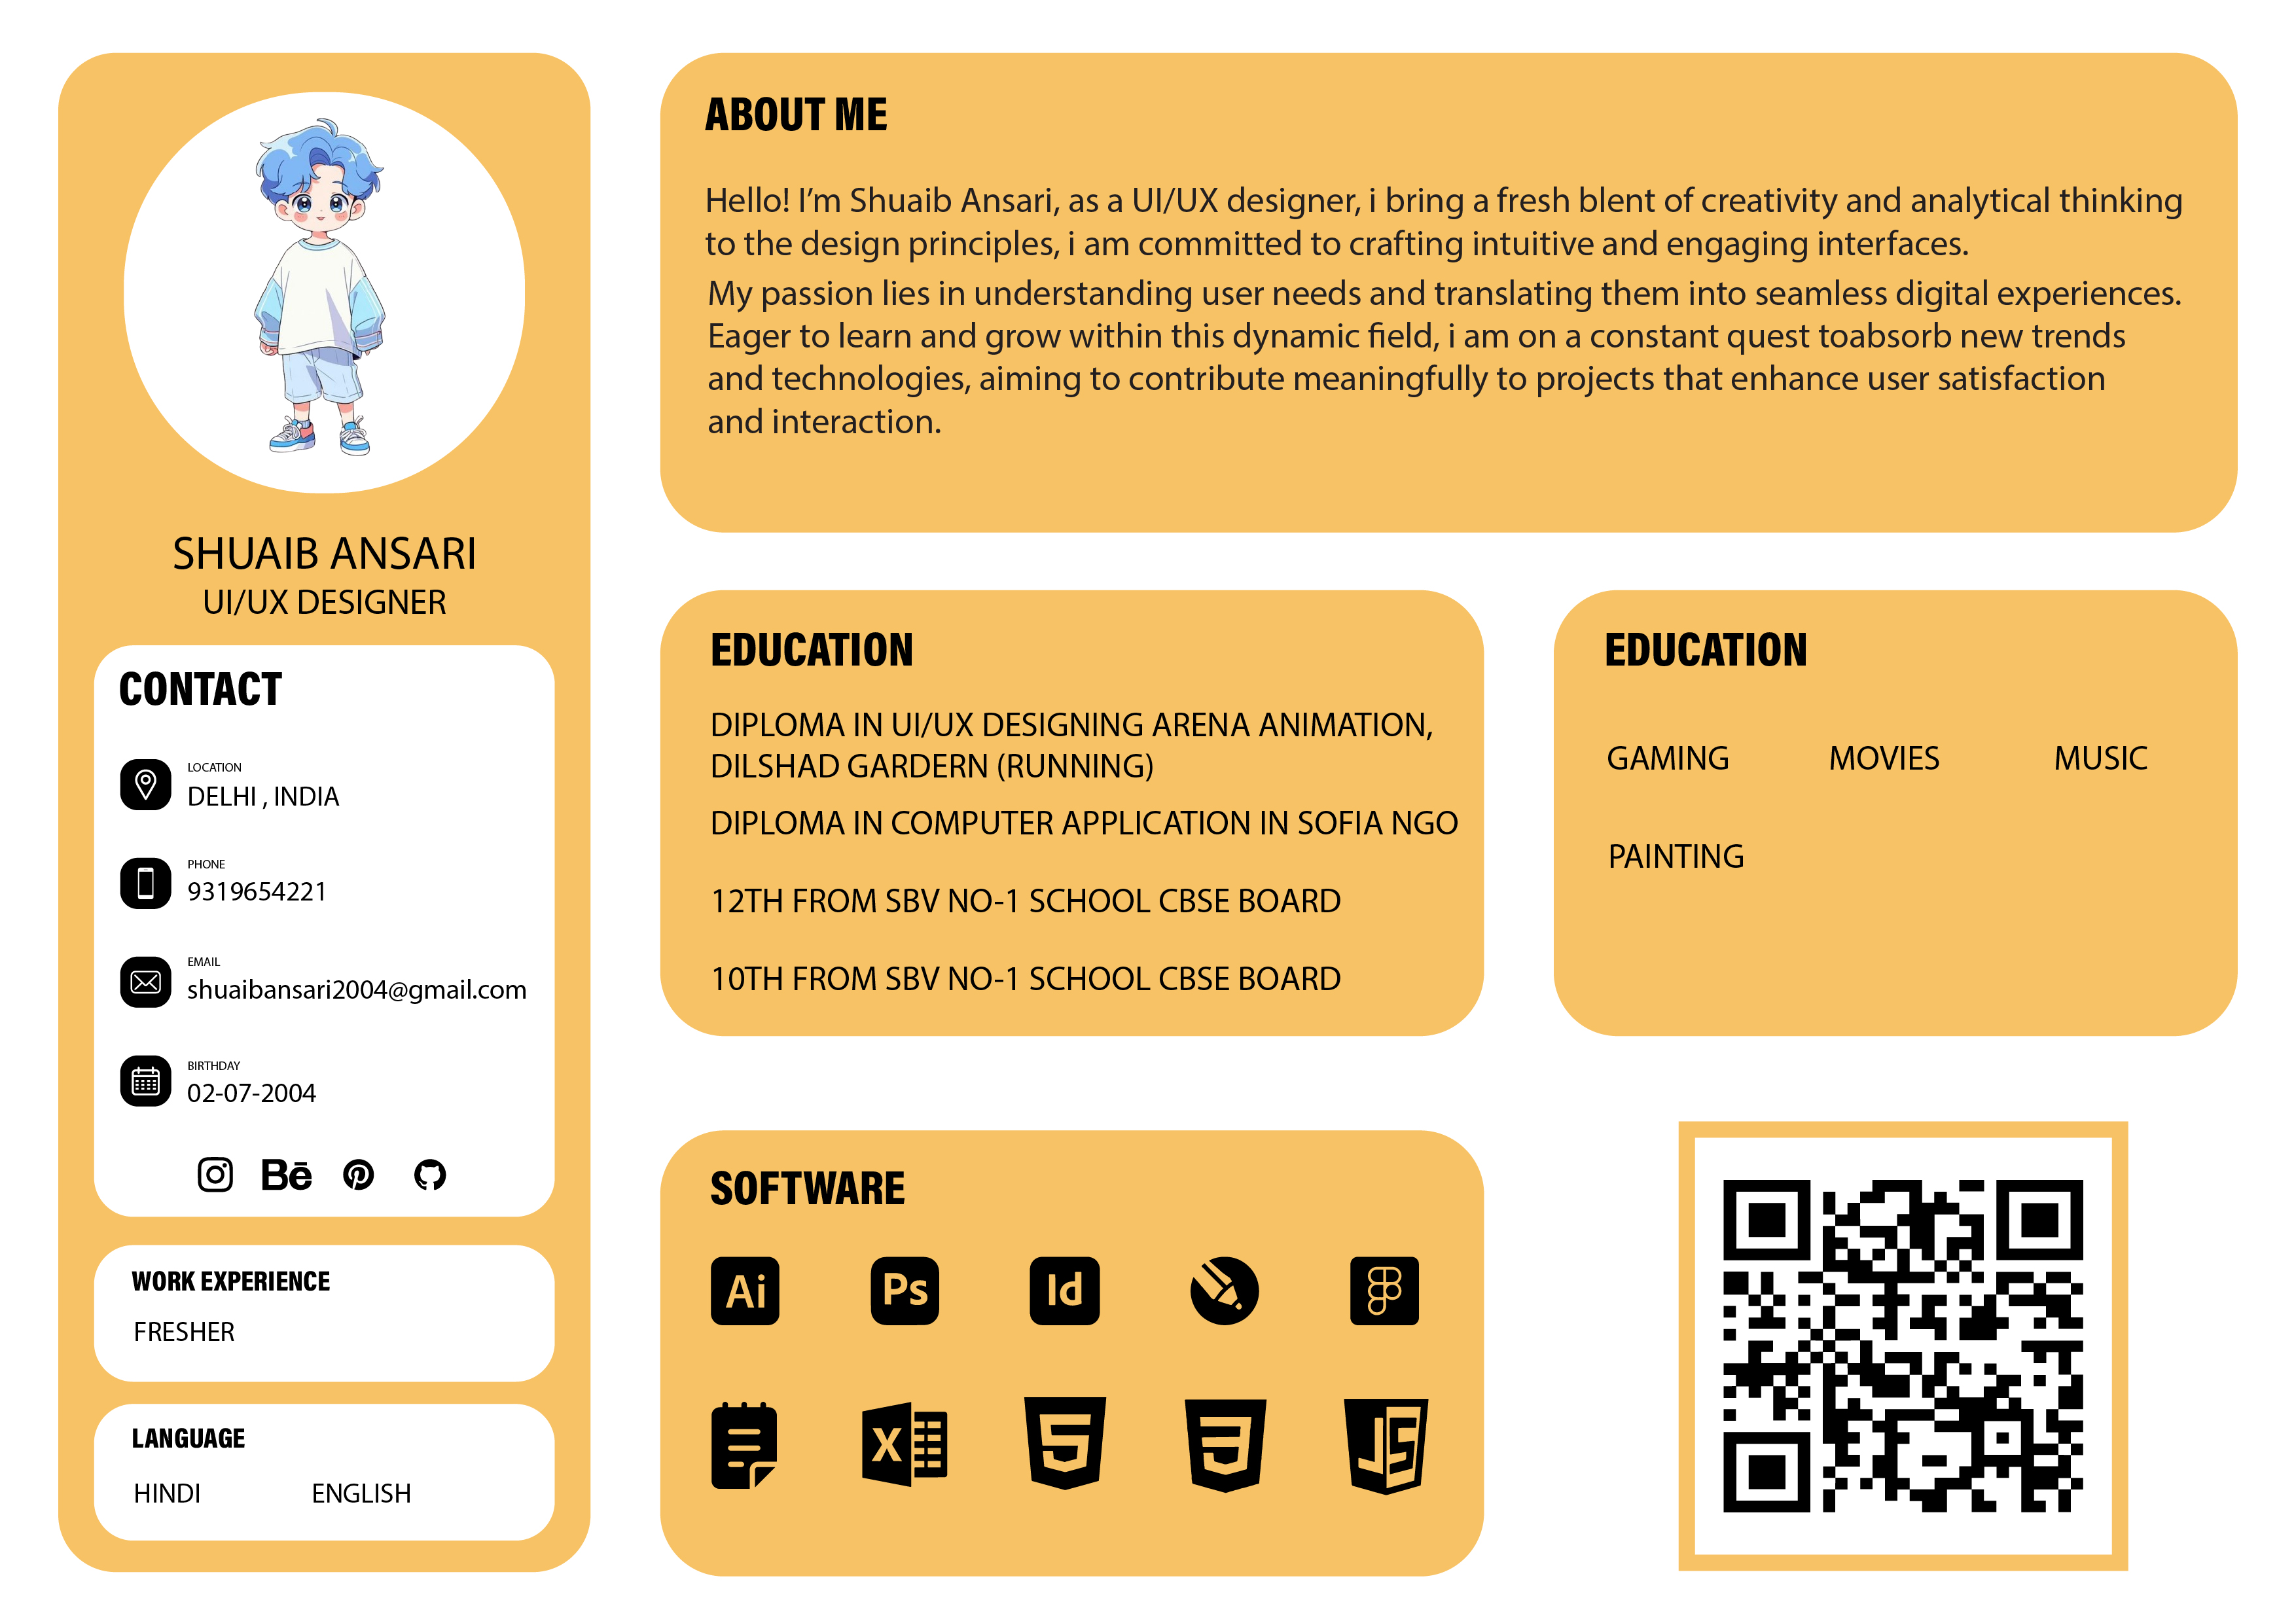 SHUAIB ANSARI
UI/UX DESIGNER
CONTACT
LOCATION
DELHI , INDIA
PHONE
9319654221
EMAIL
shuaibansari2004@gmail.com
BIRTHDAY
02-07-2004
Bē
WORK EXPERIENCE
FRESHER
LANGUAGE
HINDI ENGLISH
ABOUT ME
Hello! I’m Shuaib Ansari, as a UI/UX designer, i bring a fresh blent of creativity and analytical thinking
to the design principles, i am committed to crafting intuitive and engaging interfaces.
My passion lies in understanding user needs and translating them into seamless digital experiences.
Eager to learn and grow within this dynamic field, i am on a constant quest toabsorb new trends
and technologies, aiming to contribute meaningfully to projects that enhance user satisfaction
and interaction.
EDUCATION
DIPLOMA IN UI/UX DESIGNING ARENA ANIMATION,
DILSHAD GARDERN (RUNNING)
DIPLOMA IN COMPUTER APPLICATION IN SOFIA NGO
12TH FROM SBV NO-1 SCHOOL CBSE BOARD
10TH FROM SBV NO-1 SCHOOL CBSE BOARD
EDUCATION
GAMING MOVIES MUSIC
PAINTING
SOFTWARE
Ai Ps Id
X 5 3 JS